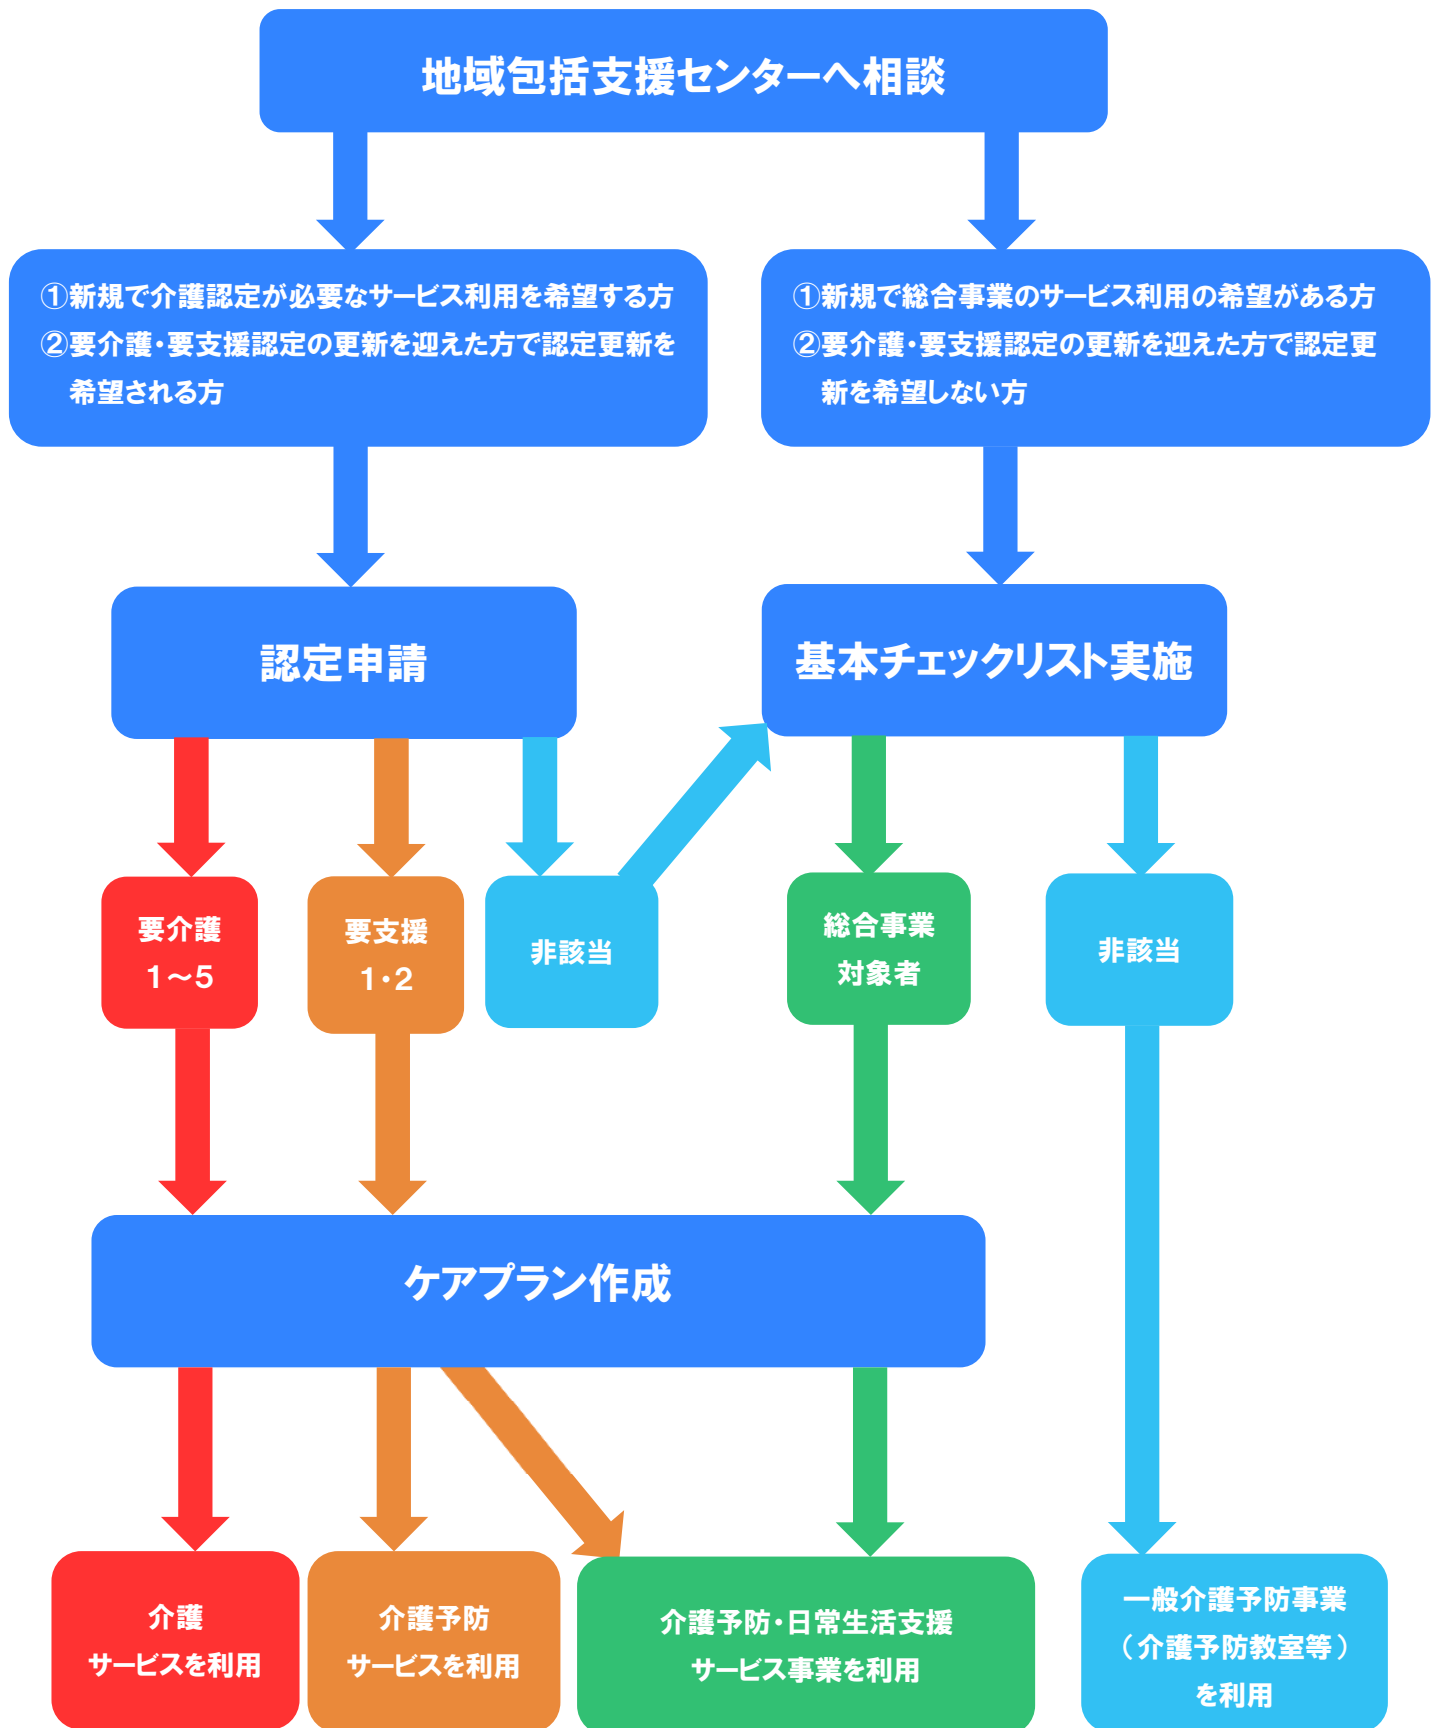 地域包括支援センターへ相談
①新規で介護認定が必要なサービス利用を希望する方
②要介護・要支援認定の更新を迎えた方で認定更新を
希望される方
①新規で総合事業のサービス利用の希望がある方
②要介護・要支援認定の更新を迎えた方で認定更
新を希望しない方
認定申請
基本チェックリスト実施
要介護
1～5
要支援
1・2
非該当
総合事業
対象者
非該当
ケアプラン作成
介護
サービスを利用
介護予防
サービスを利用
介護予防・日常生活支援
サービス事業を利用
一般介護予防事業
（介護予防教室等）
を利用